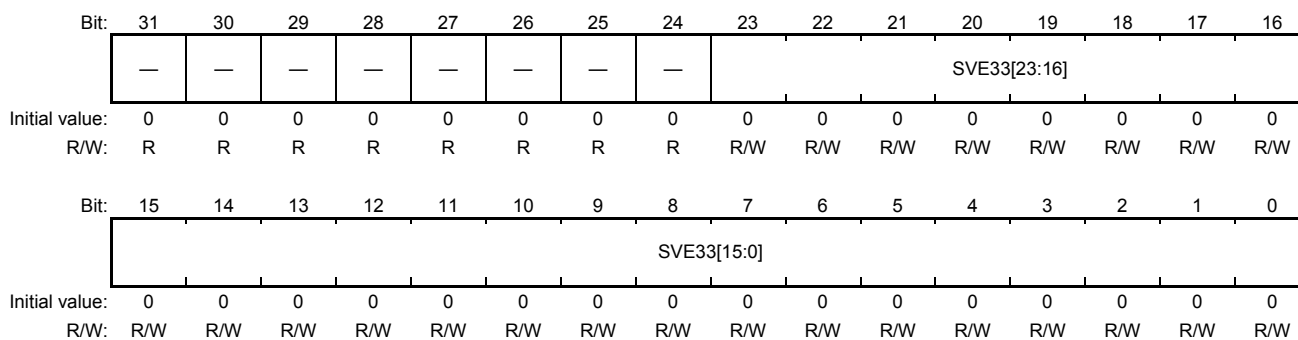 Bit: 31 30 29 28 27 26 25 24 23 22 21 20 19 18 17 16
— — — — — — — — SVE33[23:16]
Initial value: 0 0 0 0 0 0 0 0 0 0 0 0 0 0 0 0
R/W: R R R R R R R R R/W R/W R/W R/W R/W R/W R/W R/W
Bit: 15 14 13 12 11 10 9 8 7 6 5 4 3 2 1 0
SVE33[15:0]
Initial value: 0 0 0 0 0 0 0 0 0 0 0 0 0 0 0 0
R/W: R/W R/W R/W R/W R/W R/W R/W R/W R/W R/W R/W R/W R/W R/W R/W R/W